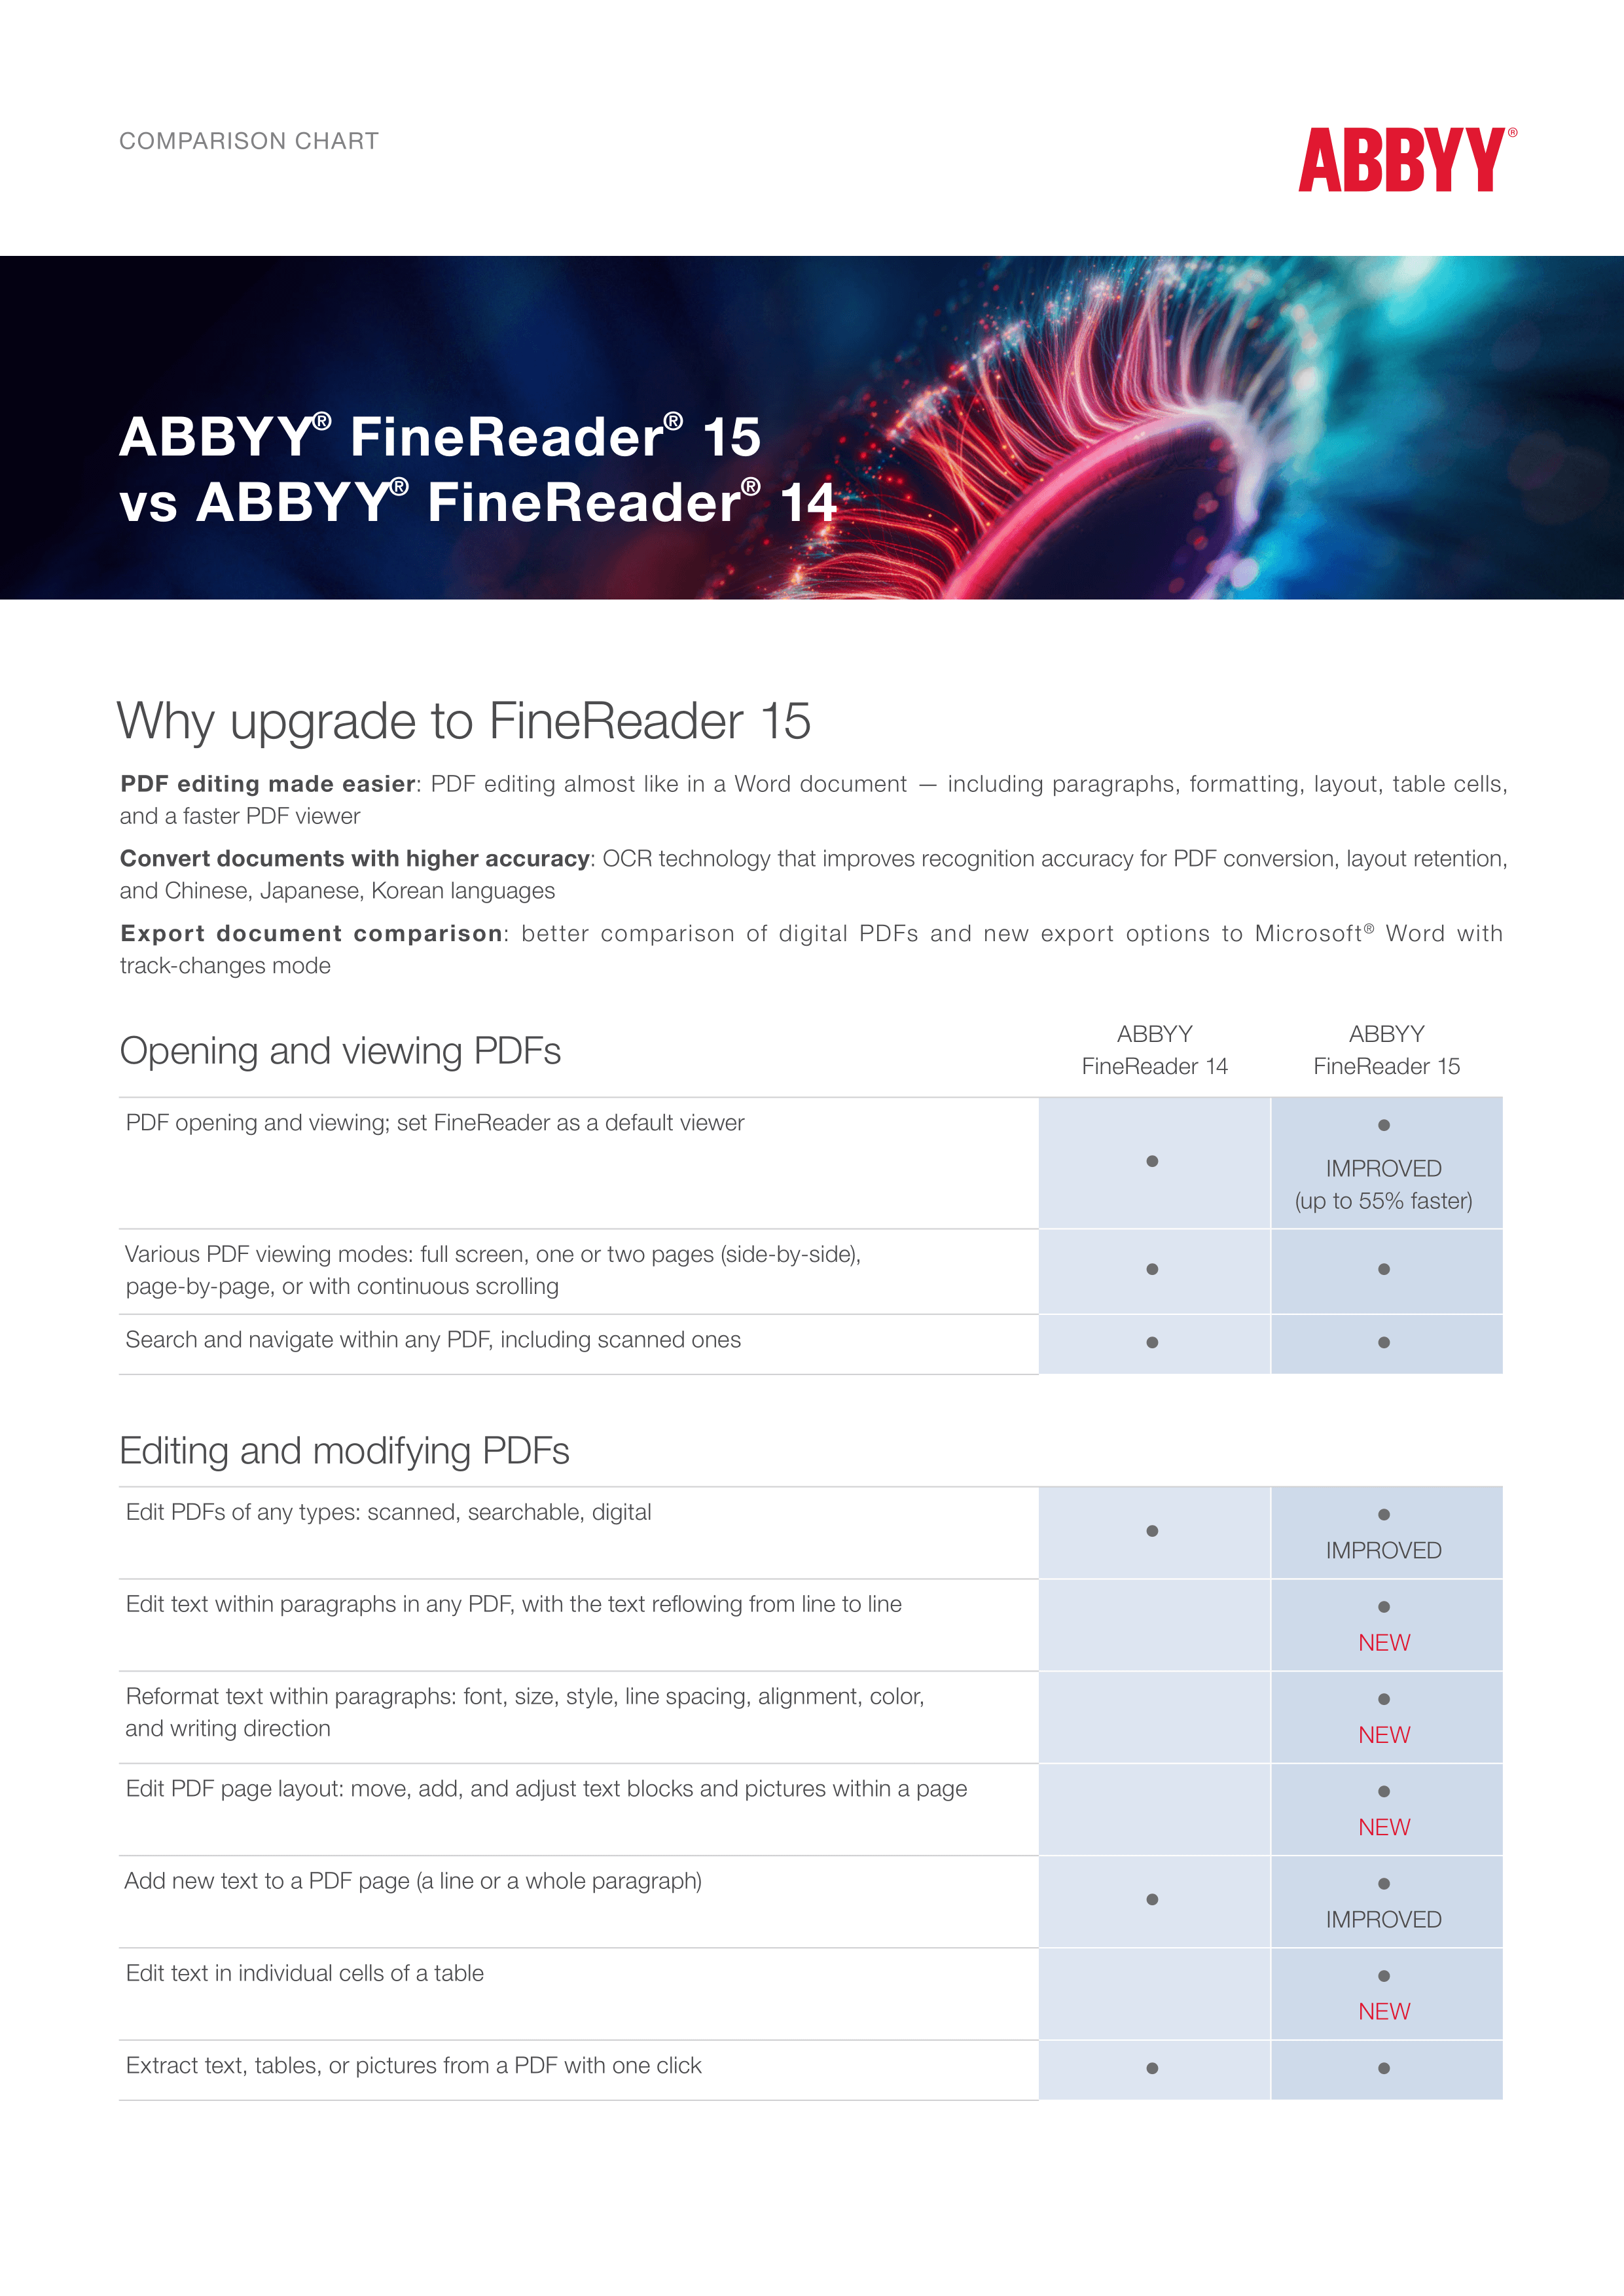 COMPARISON CHART
ABBYY®
ABBYY® FineReader® 15
vs ABBYY® FineReader® 14
Why upgrade to FineReader 15
PDF editing made easier: PDF editing almost like in a Word document — including paragraphs, formatting, layout, table cells,
and a faster PDF viewer
Convert documents with higher accuracy: OCR technology that improves recognition accuracy for PDF conversion, layout retention,
and Chinese, Japanese, Korean languages
Export document comparison: better comparison of digital PDFs and new export options to Microsoft® Word with
track-changes mode
Opening and viewing PDFs
ABBYY
FineReader 14
ABBYY
FineReader 15
PDF opening and viewing; set FineReader as a default viewer
●
●
IMPROVED
(up to 55% faster)
Various PDF viewing modes: full screen, one or two pages (side-by-side),
page-by-page, or with continuous scrolling
●
●
Search and navigate within any PDF, including scanned ones
●
●
Editing and modifying PDFs
Edit PDFs of any types: scanned, searchable, digital
●
●
IMPROVED
Edit text within paragraphs in any PDF, with the text reflowing from line to line
●
NEW
Reformat text within paragraphs: font, size, style, line spacing, alignment, color,
and writing direction
●
NEW
Edit PDF page layout: move, add, and adjust text blocks and pictures within a page
●
NEW
Add new text to a PDF page (a line or a whole paragraph)
●
●
IMPROVED
Edit text in individual cells of a table
●
NEW
Extract text, tables, or pictures from a PDF with one click
●
●